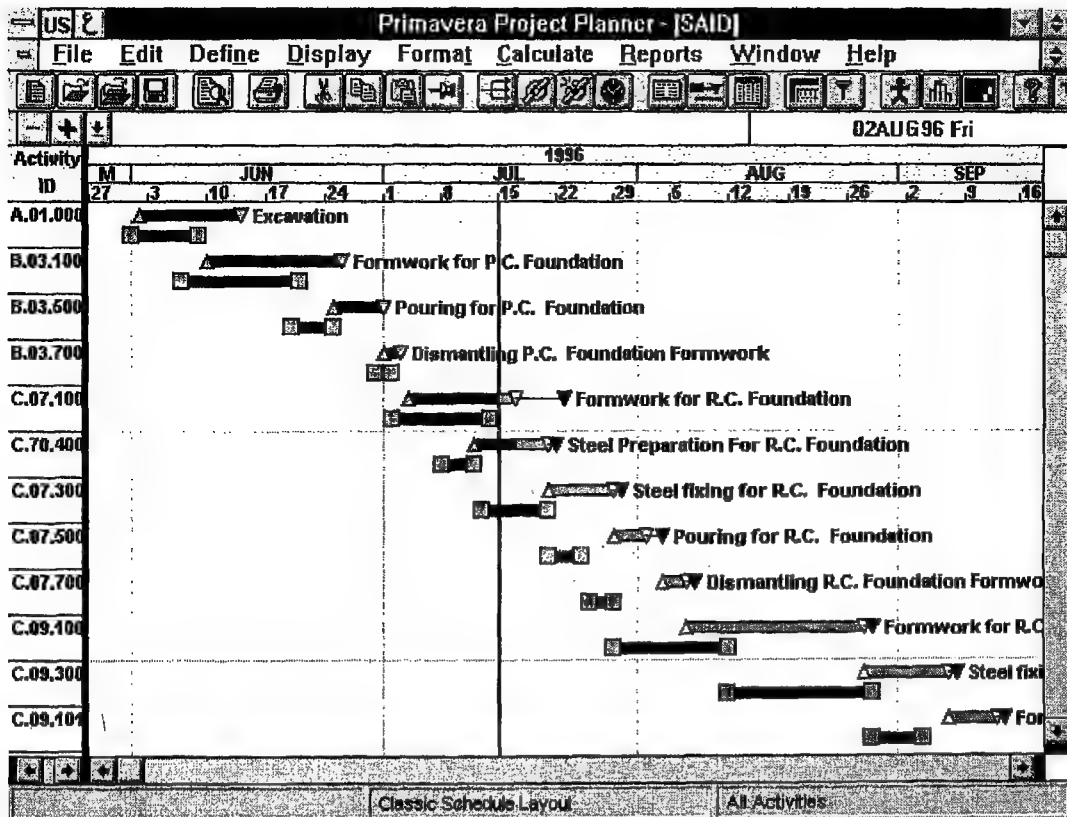 US خ Primavera Project Planner - [SAID]
File Edit Define Display Format Calculate Reports Window Help
02AUG96 Fri
Activity ID
1996
M JUN JUL AUG SEP
27 3 10 17 24 1 8 15 22 29 5 12 19 26 2 9 16
A.01.000 Excavation
B.03.100 Formwork for P.C. Foundation
B.03.500 Pouring for P.C. Foundation
B.03.700 Dismantling P.C. Foundation Formwork
C.07.100 Formwork for R.C. Foundation
C.70.400 Steel Preparation For R.C. Foundation
C.07.300 Steel fixing for R.C. Foundation
C.07.500 Pouring for R.C. Foundation
C.07.700 Dismantling R.C. Foundation Formwo
C.09.100 Formwork for R.C
C.09.300 Steel fixi
C.09.101 For
Classic Schedule Layout All Activities